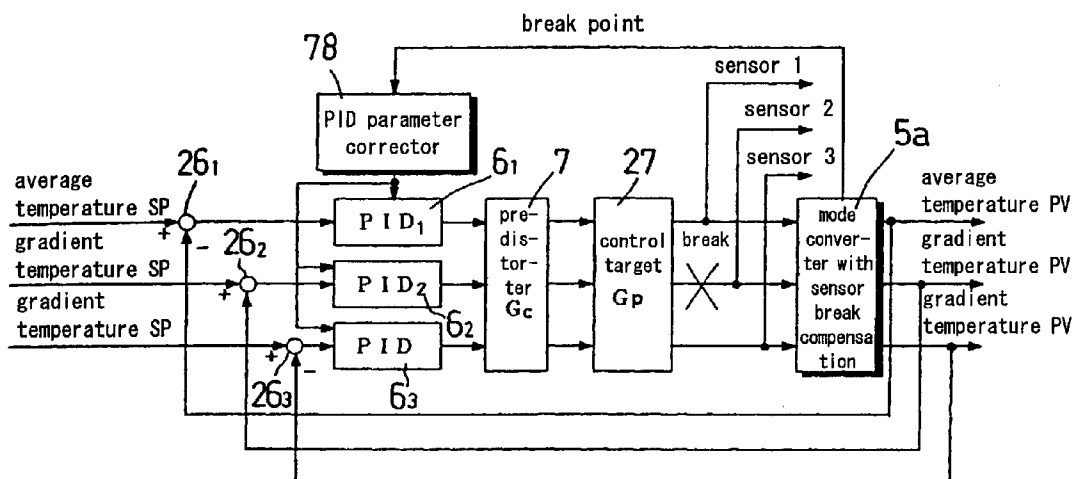 break point
78
sensor 1
PID parameter
corrector
sensor 2
sensor 3
5a
26₁
6₁
7
27
average
temperature SP
+
-
PID₁
pre-
dis-
tor-
ter
Gc
control
target
Gp
break
mode
conver-
ter with
sensor
break
compensa-
tion
average
temperature PV
gradient
temperature SP
26₂
+
PID₂
6₂
gradient
temperature PV
gradient
temperature SP
+
-
26₃
PID
6₃
gradient
temperature PV